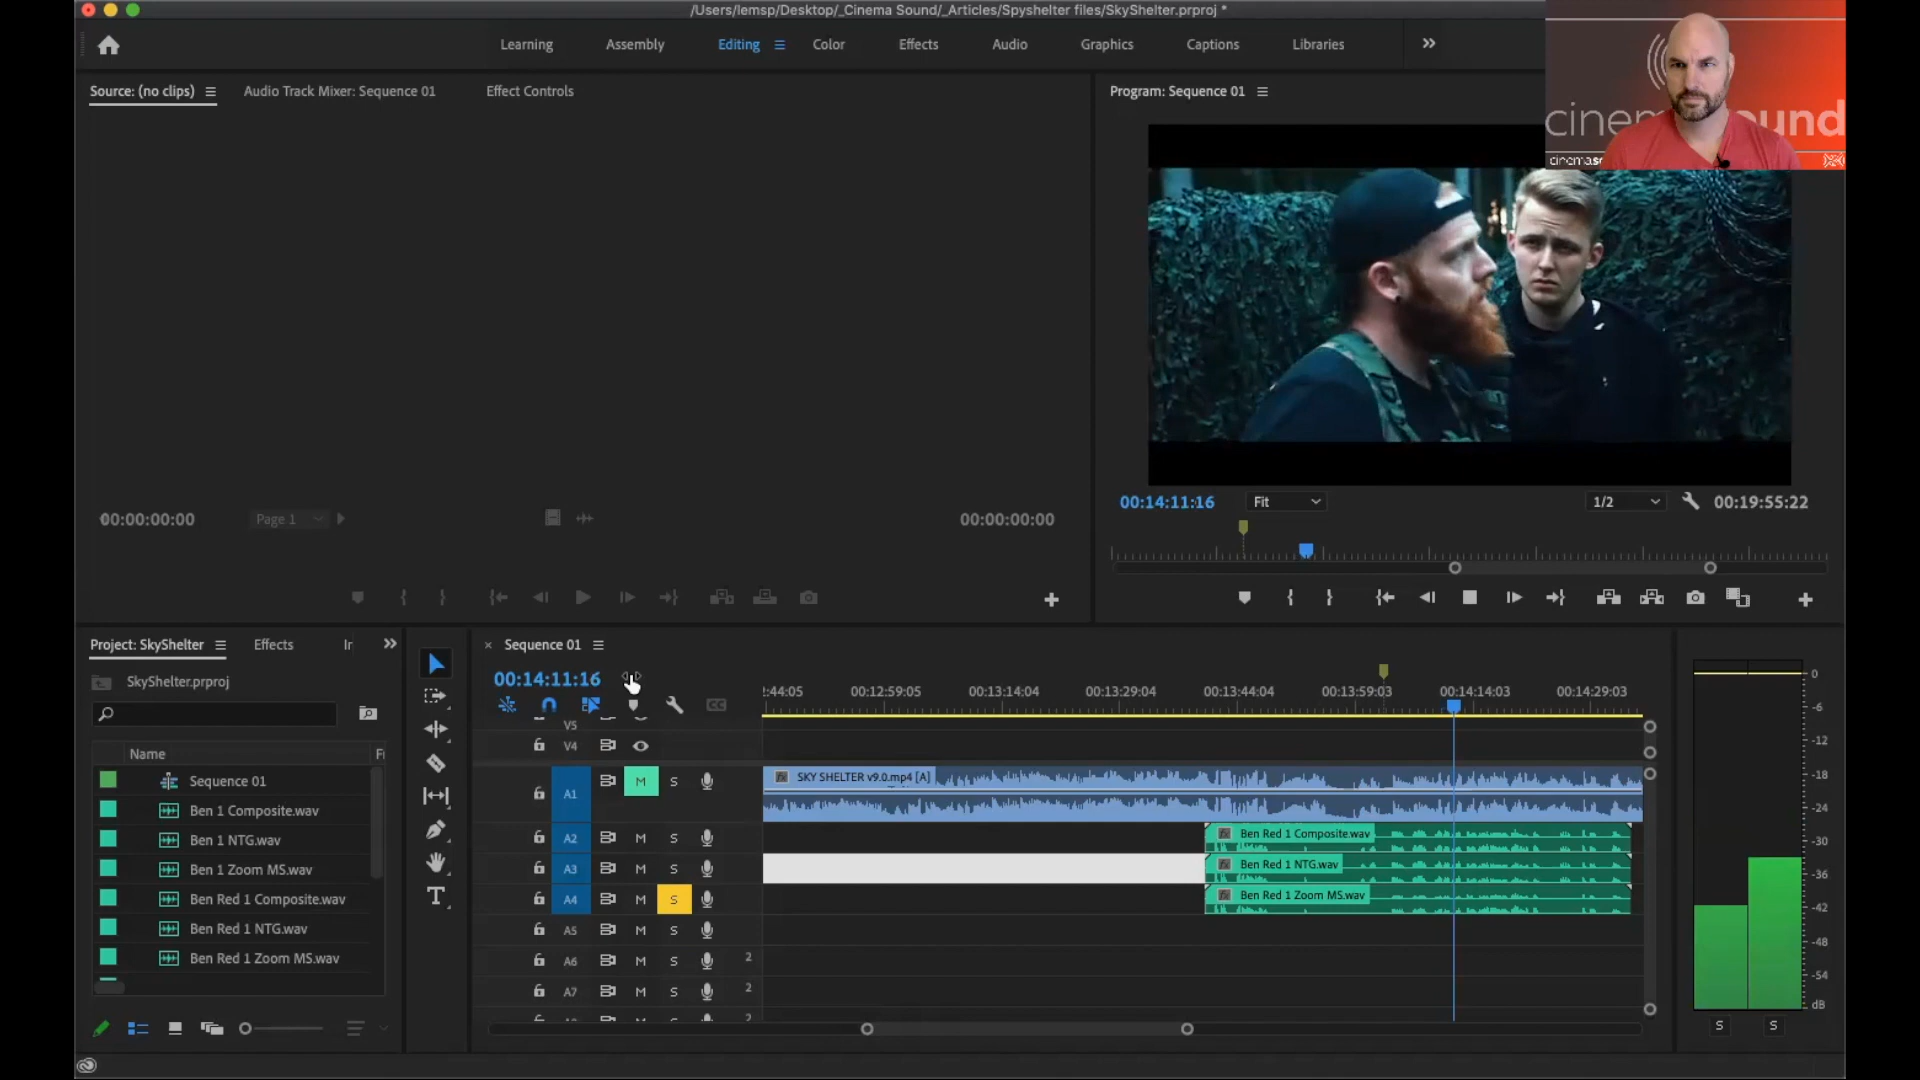 /Users/lemsp/Desktop/_Cinema Sound/_Articles/Spyshelter files/SkyShelter.prproj *
Learning Assembly Editing Color Effects Audio Graphics Captions Libraries
Source: (no clips) Audio Track Mixer: Sequence 01 Effect Controls
Program: Sequence 01
00:00:00:00 Page 1 00:00:00:00
00:14:11:16 Fit 1/2 00:19:55:22
Project: SkyShelter Effects
SkyShelter.prproj
Name
Sequence 01
Ben 1 Composite.wav
Ben 1 NTG.wav
Ben 1 Zoom MS.wav
Ben Red 1 Composite.wav
Ben Red 1 NTG.wav
Ben Red 1 Zoom MS.wav
Sequence 01
00:14:11:16
:44:05 00:12:59:05 00:13:14:04 00:13:29:04 00:13:44:04 00:13:59:03 00:14:14:03 00:14:29:03
V5
V4
A1 M S SKY SHELTER v9.0.mp4 [A]
A2 M S Ben Red 1 Composite.wav
A3 M S Ben Red 1 NTG.wav
A4 M S Ben Red 1 Zoom MS.wav
A5 M S
A6 M S 2
A7 M S 2
2
0
-6
-12
-18
-24
-30
-36
-42
-48
-54
dB
S S